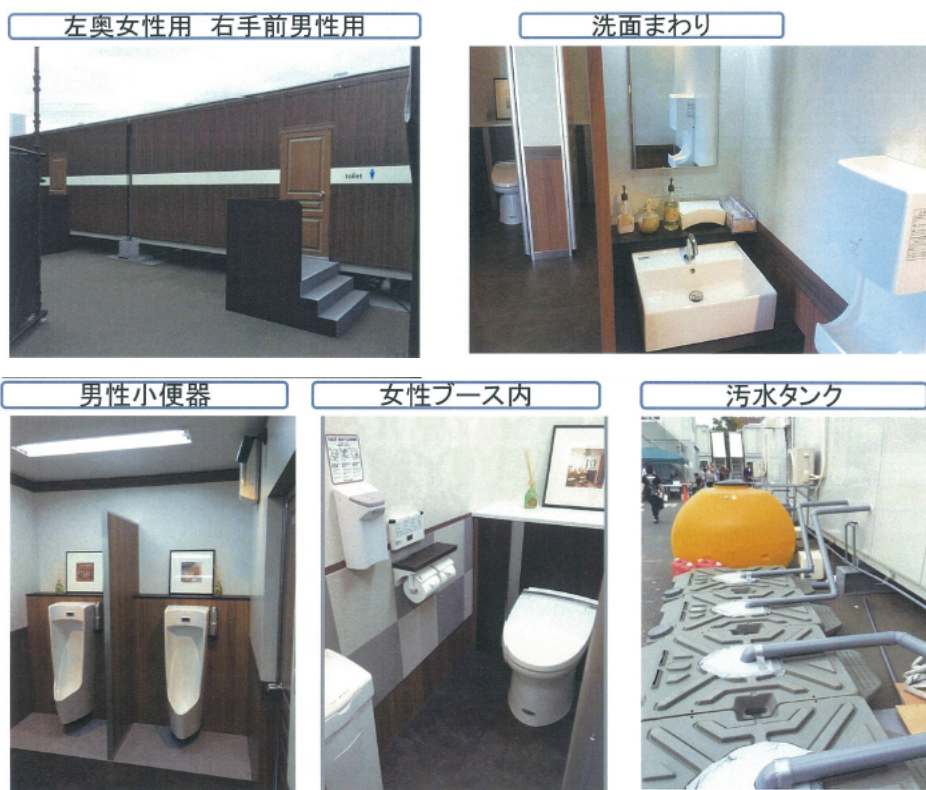 左奥女性用 右手前男性用
洗面まわり
toilet
男性小便器
女性ブース内
汚水タンク